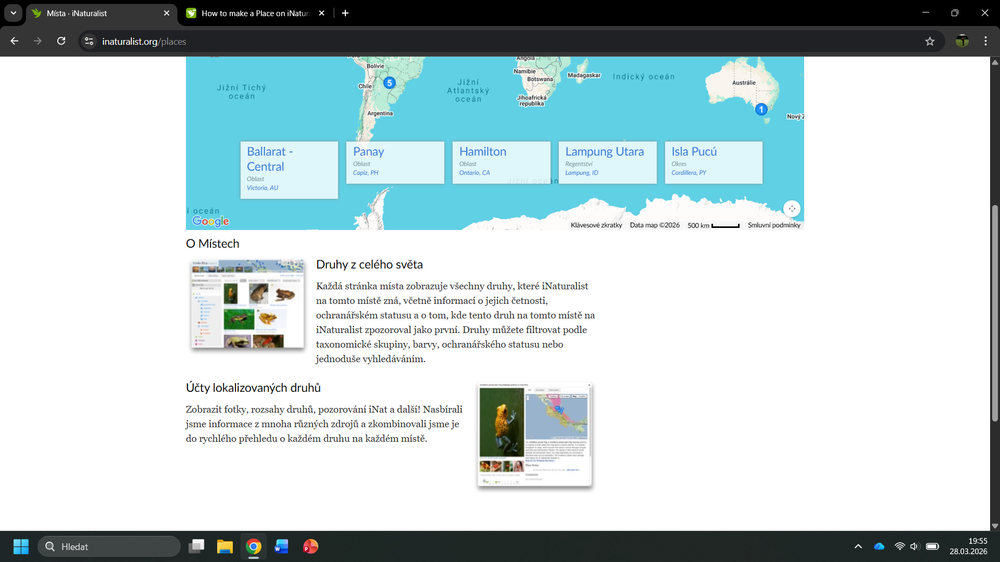 Místa · iNaturalist
How to make a Place on iNatur
inaturalist.org/places
Angola
Bolívie
Namibie
Botswana
Madagaskar
Indický oceán
Jižní Tichý
oceán
Chile
5
Jižní
Atlantský
oceán
Austrálie
Jihoafrická
republika
Argentina
1
Nový Z
Ballarat -
Central
Oblast
Victoria, AU
Panay
Oblast
Capiz, PH
Hamilton
Oblast
Ontario, CA
Lampung Utara
Regentství
Lampung, ID
Isla Pucú
Okres
Cordillera, PY
Jižní oceán
í oceán
Google
Klávesové zkratky
Data map ©2026
500 km
Smluvní podmínky
O Místech
Druhy z celého světa
Každá stránka místa zobrazuje všechny druhy, které iNaturalist
na tomto místě zná, včetně informací o jejich četnosti,
ochranářském statusu a o tom, kde tento druh na tomto místě na
iNaturalist zpozoroval jako první. Druhy můžete filtrovat podle
taxonomické skupiny, barvy, ochranářského statusu nebo
jednoduše vyhledáváním.
Účty lokalizovaných druhů
Zobrazit fotky, rozsahy druhů, pozorování iNat a další! Nasbírali
jsme informace z mnoha různých zdrojů a zkombinovali jsme je
do rychlého přehledu o každém druhu na každém místě.
Place Notes
Comments
Hledat
19:55
28.03.2026